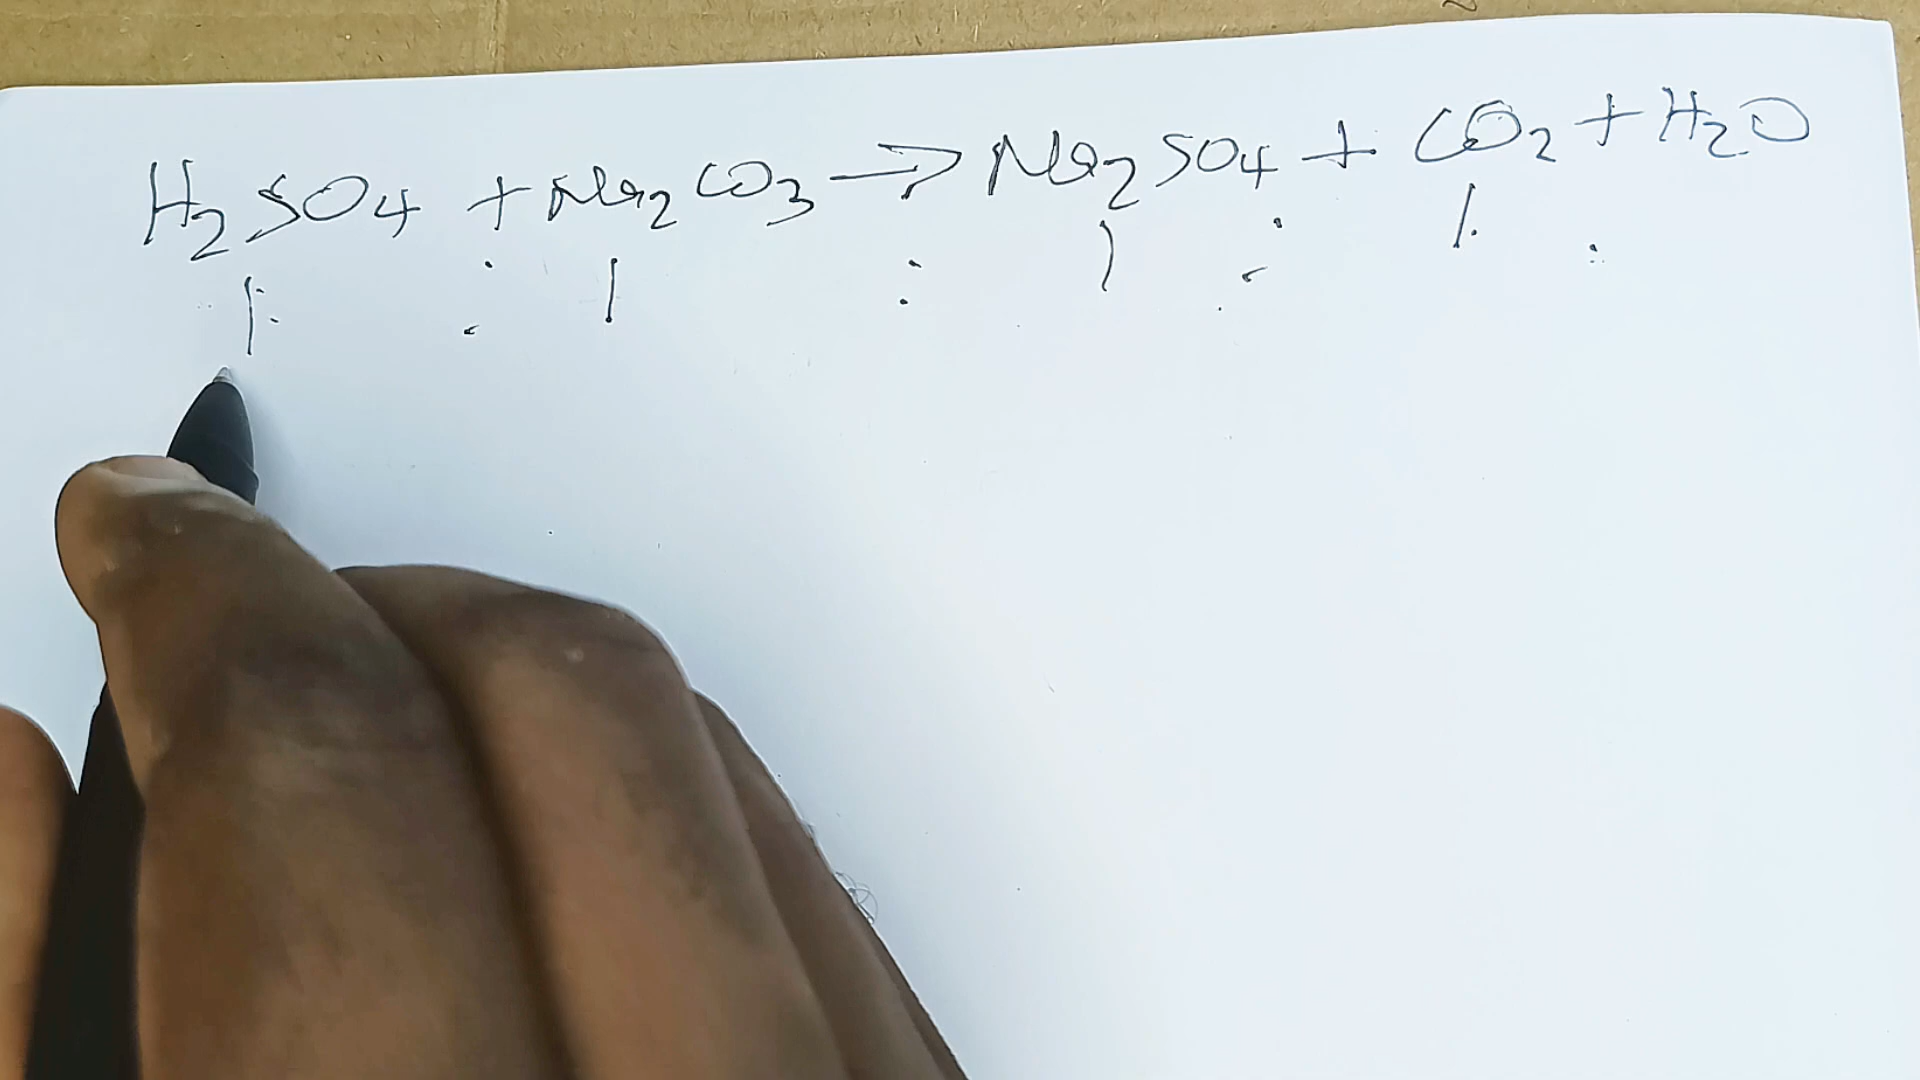 H₂SO₄ + Na₂CO₃ → Na₂SO₄ + CO₂ + H₂O
1 : 1 : 1 : 1 :